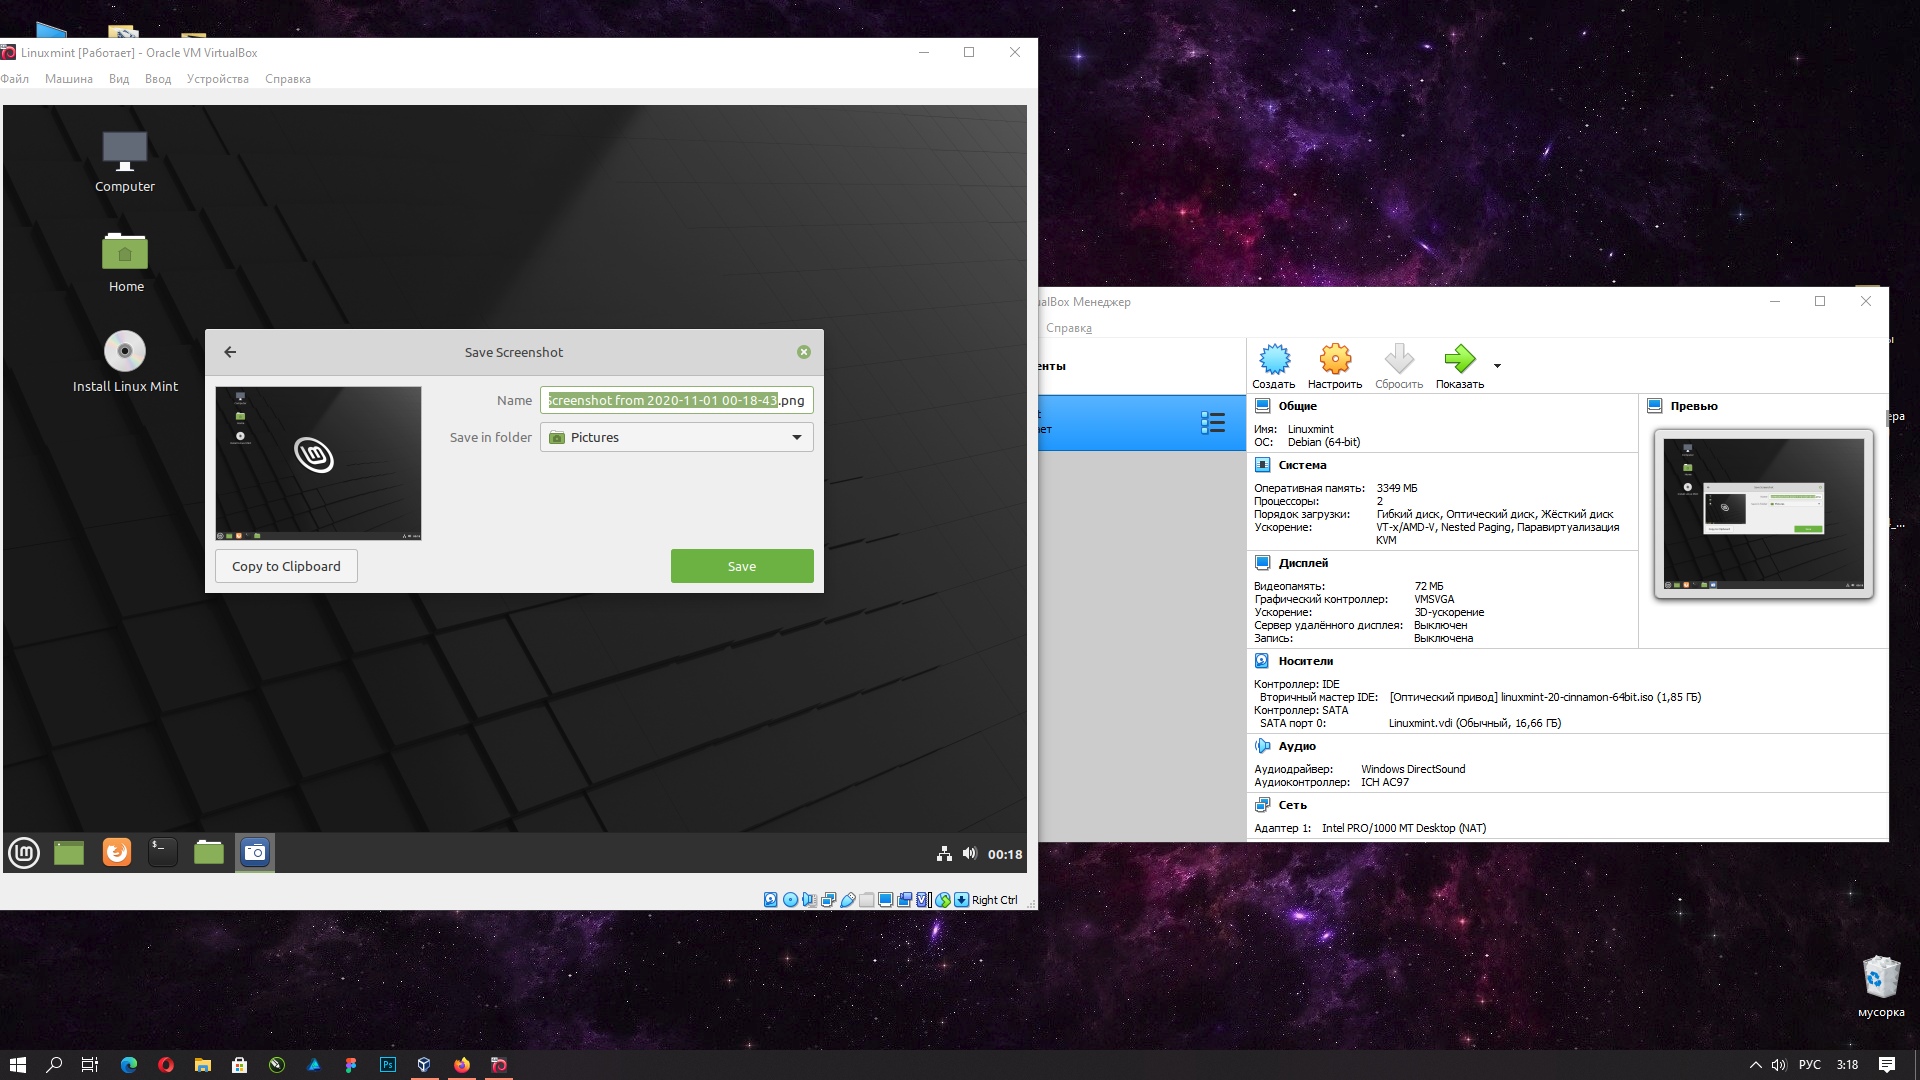 Linuxmint [Работает] - Oracle VM VirtualBox
Файл Машина Вид Ввод Устройства Справка
Computer
Home
Install Linux Mint
Save Screenshot
Name Screenshot from 2020-11-01 00-18-43.png
Save in folder Pictures
Copy to Clipboard Save
00:18
Right Ctrl
Менеджер
Справка
Создать Настроить Сбросить Показать
Общие
Имя: Linuxmint
ОС: Debian (64-bit)
Система
Оперативная память: 3349 МБ
Процессоры: 2
Порядок загрузки: Гибкий диск, Оптический диск, Жёсткий диск
Ускорение: VT-x/AMD-V, Nested Paging, Паравиртуализация
KVM
Дисплей
Видеопамять: 72 МБ
Графический контроллер: VMSVGA
Ускорение: 3D-ускорение
Сервер удалённого дисплея: Выключен
Запись: Выключена
Носители
Контроллер: IDE
Вторичный мастер IDE: [Оптический привод] linuxmint-20-cinnamon-64bit.iso (1,85 ГБ)
Контроллер: SATA
SATA порт 0: Linuxmint.vdi (Обычный, 16,66 ГБ)
Аудио
Аудиодрайвер: Windows DirectSound
Аудиоконтроллер: ICH AC97
Сеть
Адаптер 1: Intel PRO/1000 MT Desktop (NAT)
Превью
мусорка
Ps
РУС 3:18